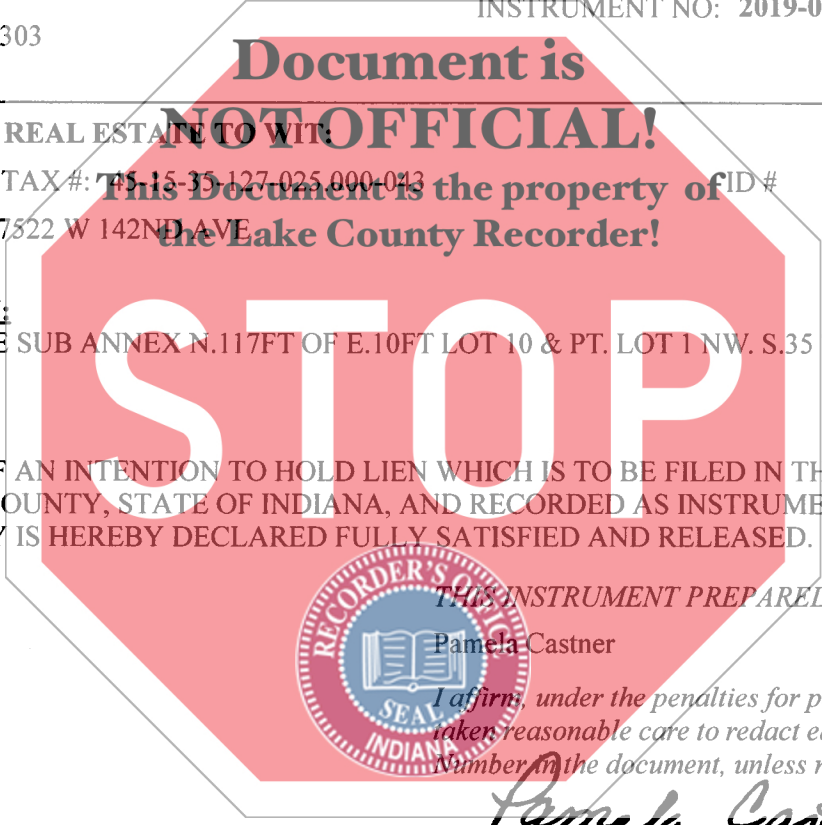 INSTRUMENT NO: 2019-0
303
Document is
NOT OFFICIAL!
REAL ESTATE TO WIT:
TAX #: 45-15-35-127-025.000-043 ID #
This Document is the property of
7522 W 142ND AVE
the Lake County Recorder!
STOP
E SUB ANNEX N.117FT OF E.10FT LOT 10 & PT. LOT 1 NW. S.35
F AN INTENTION TO HOLD LIEN WHICH IS TO BE FILED IN TH
OUNTY, STATE OF INDIANA, AND RECORDED AS INSTRUME
Y IS HEREBY DECLARED FULLY SATISFIED AND RELEASED.
RECORDER'S OFFICE
SEAL
INDIANA
THIS INSTRUMENT PREPARED
Pamela Castner
I affirm, under the penalties for p
taken reasonable care to redact ea
Number in the document, unless r
Pamela Cast